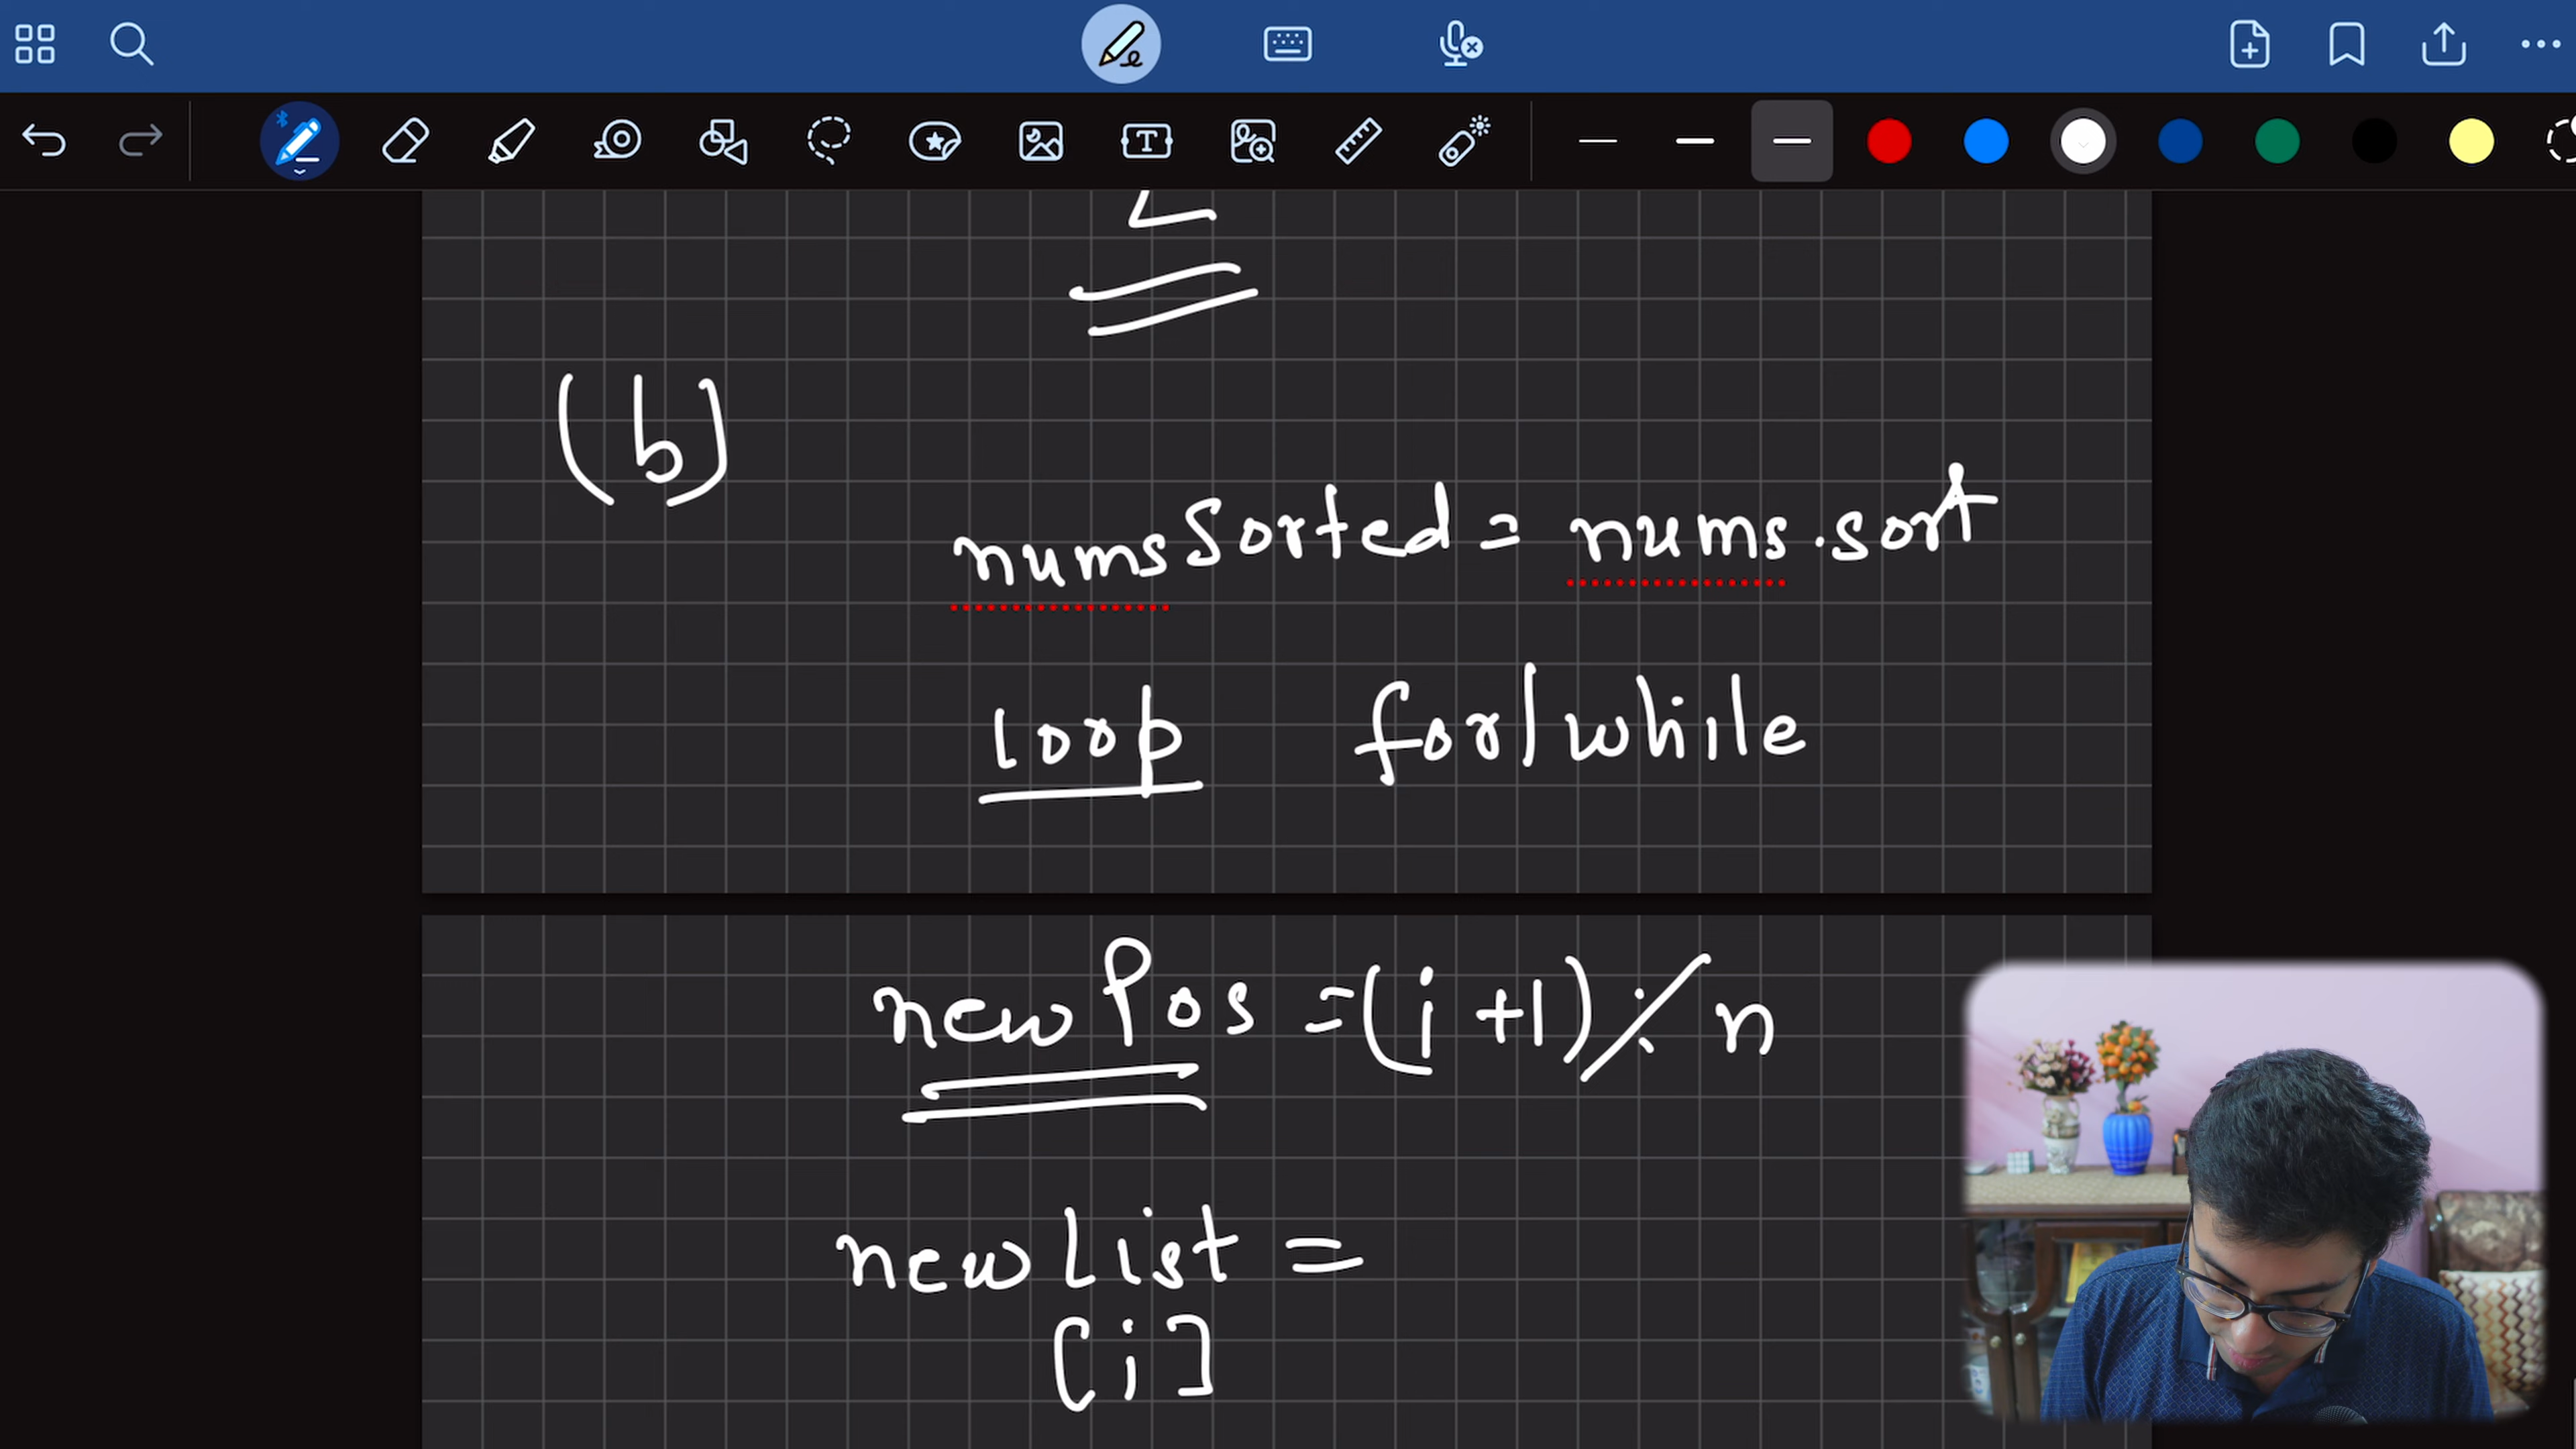 (b)
numsSorted = nums.sort
loop for/while
newPos = (i +1) % n
newlist =
[i]